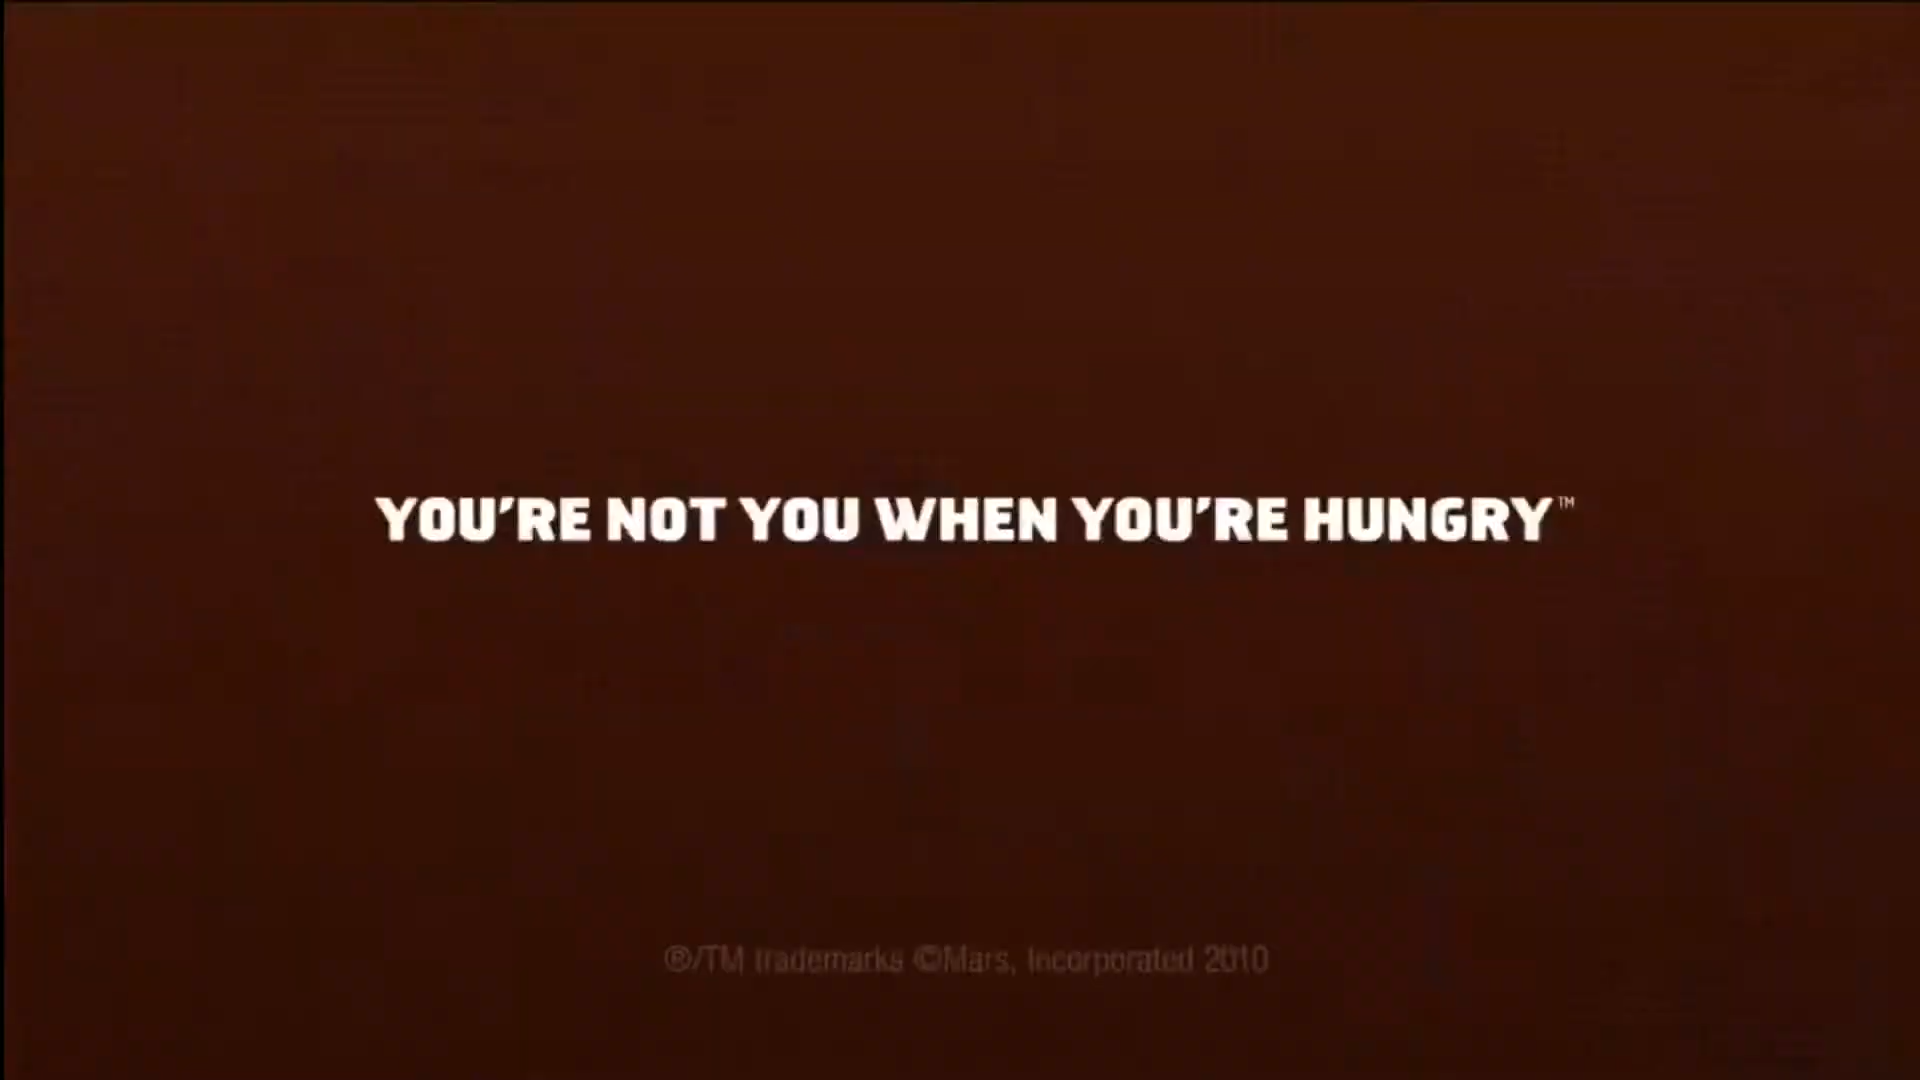 YOU'RE NOT YOU WHEN YOU'RE HUNGRY™
®/TM trademarks ©Mars, Incorporated 2010